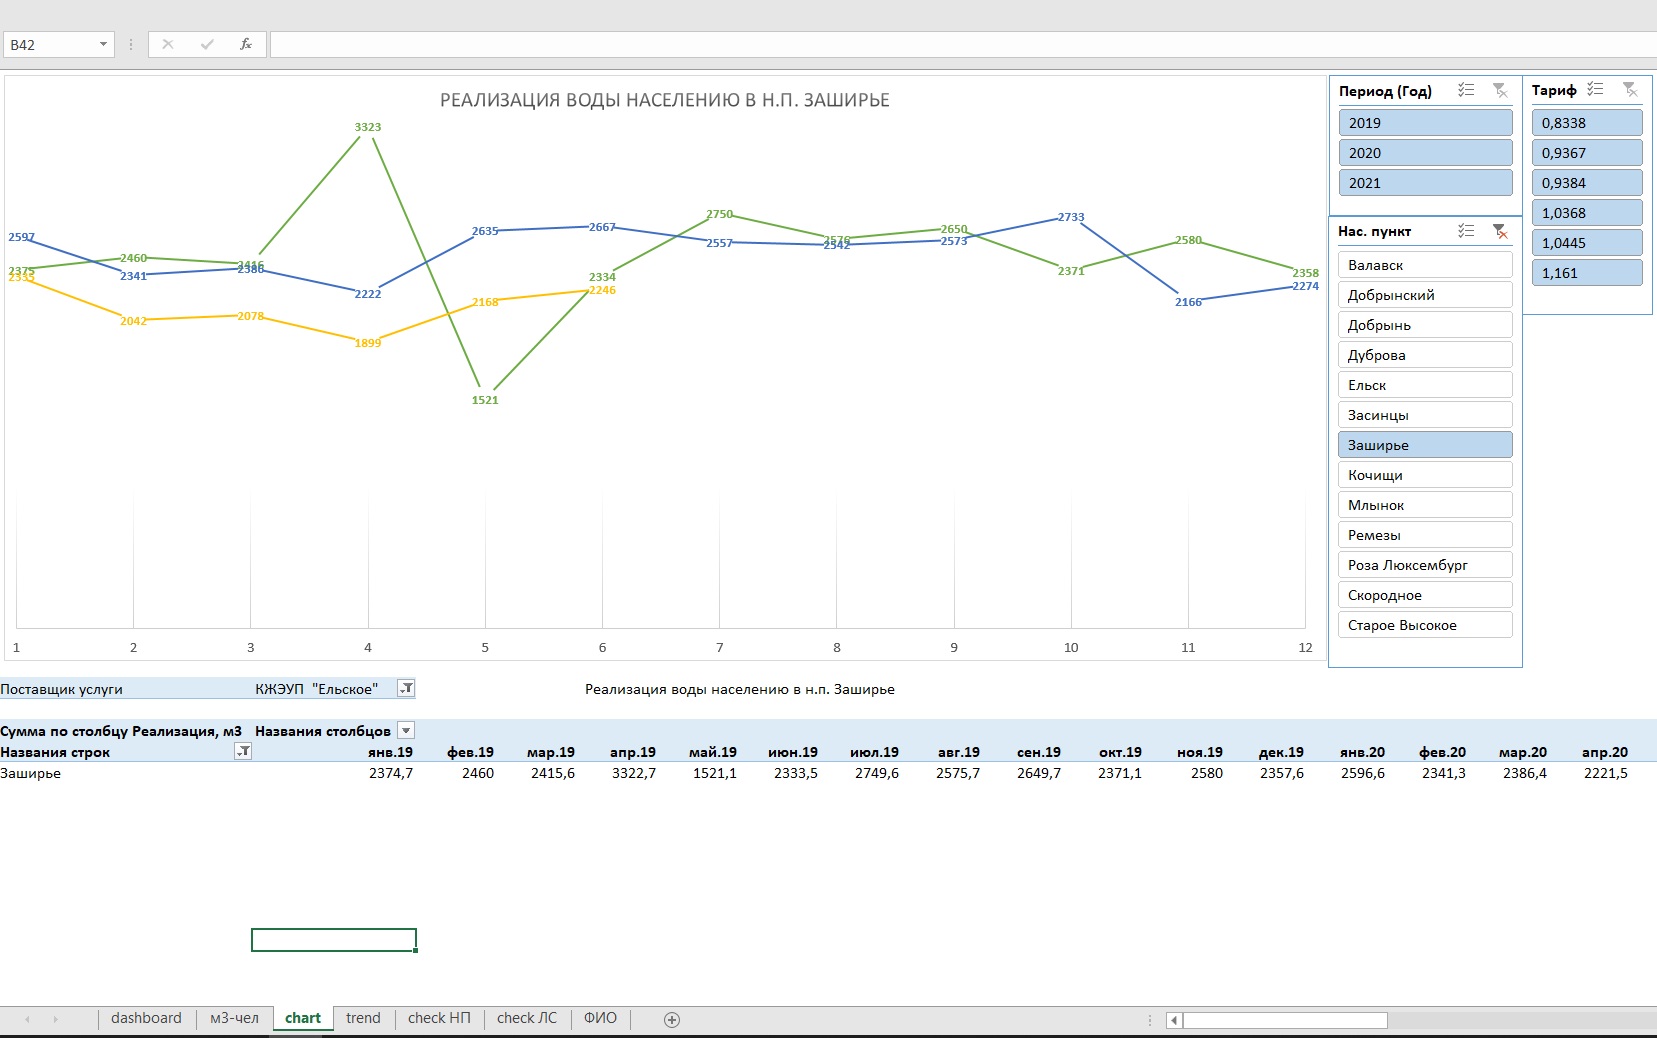 B42
fx
РЕАЛИЗАЦИЯ ВОДЫ НАСЕЛЕНИЮ В Н.П. ЗАШИРЬЕ
3323
2750
2733
2597
2635
2667
2650
2460
2576
2580
2375
2341
2416
2386
2557
2542
2573
2371
2358
2335
2334
2222
2246
2274
2042
2078
2168
2166
1899
1521
1 2 3 4 5 6 7 8 9 10 11 12
Период (Год)
2019
2020
2021
Тариф
0,8338
0,9367
0,9384
1,0368
1,0445
1,161
Нас. пункт
Валавск
Добрынский
Добрынь
Дуброва
Ельск
Засинцы
Заширье
Кочищи
Млынок
Ремезы
Роза Люксембург
Скородное
Старое Высокое
Поставщик услуги КЖЭУП "Ельское" Реализация воды населению в н.п. Заширье
Сумма по столбцу Реализация, м3 Названия столбцов
Названия строк янв.19 фев.19 мар.19 апр.19 май.19 июн.19 июл.19 авг.19 сен.19 окт.19 ноя.19 дек.19 янв.20 фев.20 мар.20 апр.20
Заширье 2374,7 2460 2415,6 3322,7 1521,1 2333,5 2749,6 2575,7 2649,7 2371,1 2580 2357,6 2596,6 2341,3 2386,4 2221,5
dashboard м3-чел chart trend check НП check ЛС ФИО